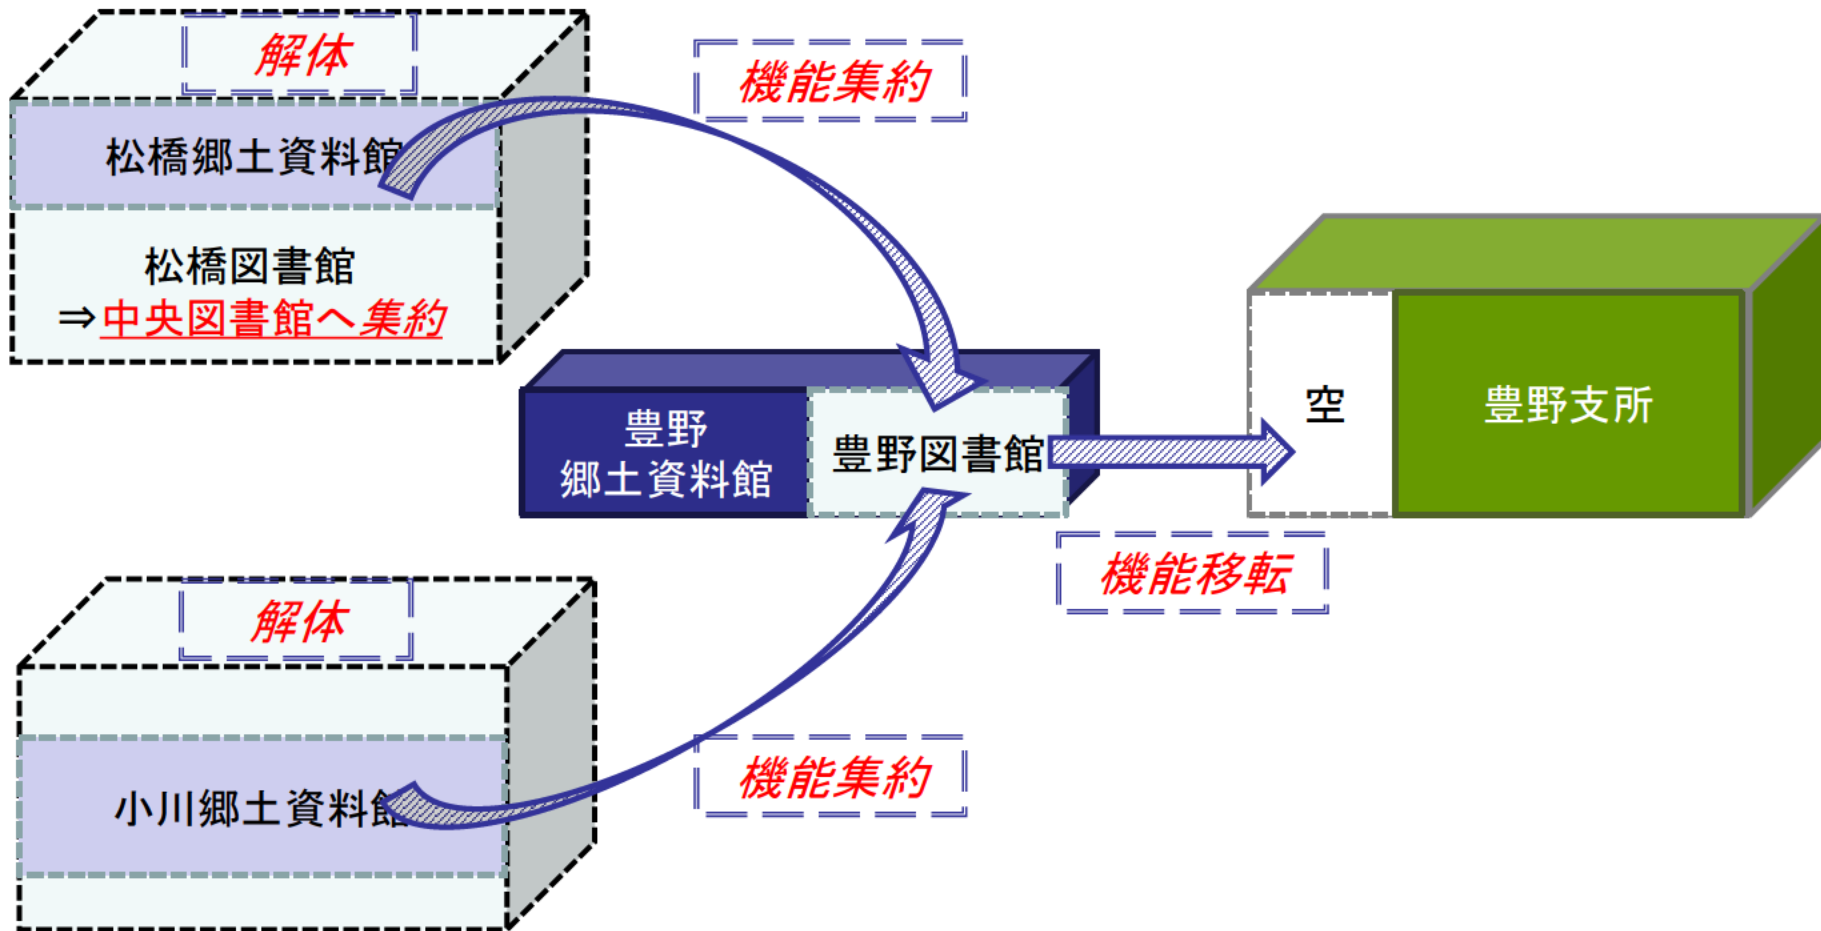 解体
機能集約
松橋郷土資料館
松橋図書館
⇒中央図書館へ集約
豊野
郷土資料館
豊野図書館
空
豊野支所
機能移転
解体
機能集約
小川郷土資料館